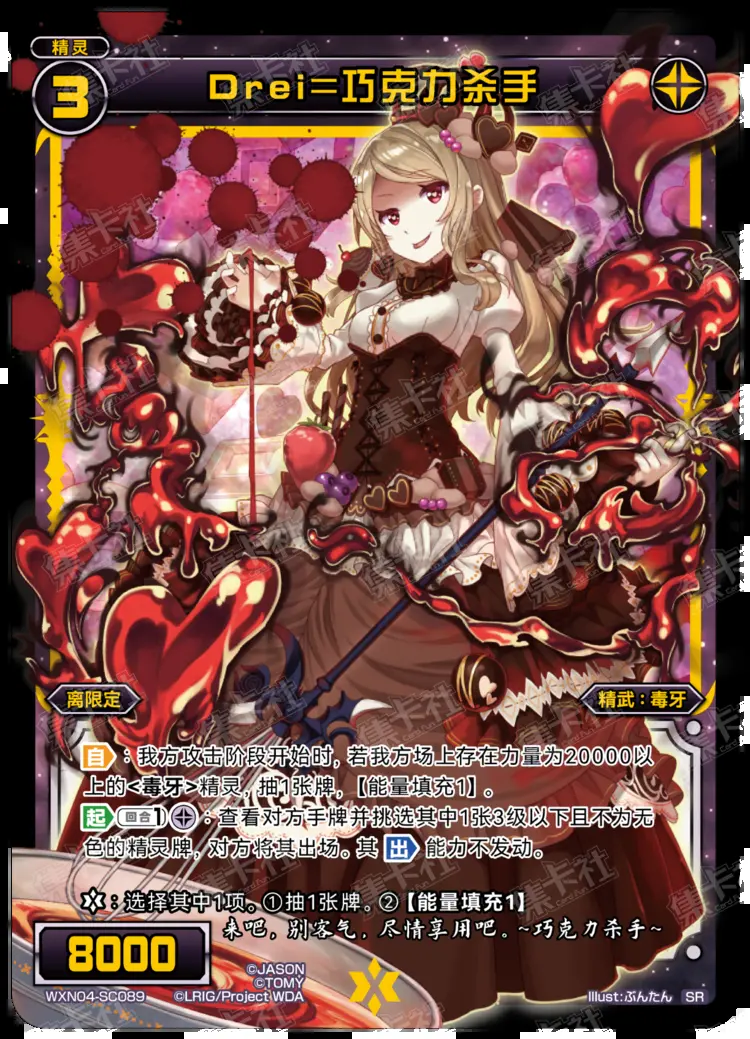 精灵
3
Drei=巧克力杀手
离限定
精武：毒牙
自：我方攻击阶段开始时，若我方场上存在力量为20000以
上的<毒牙>精灵，抽1张牌，【能量填充1】。
起 回合1：查看对方手牌并挑选其中1张3级以下且不为无
色的精灵牌，对方将其出场。其 出 能力不发动。
：选择其中1项。①抽1张牌。②【能量填充1】
来吧，别客气，尽情享用吧。~巧克力杀手~
8000
©JASON
©TOMY
WXN04-SC089 ©LRIG/Project WDA
Illust:ぶんたん SR
集卡社